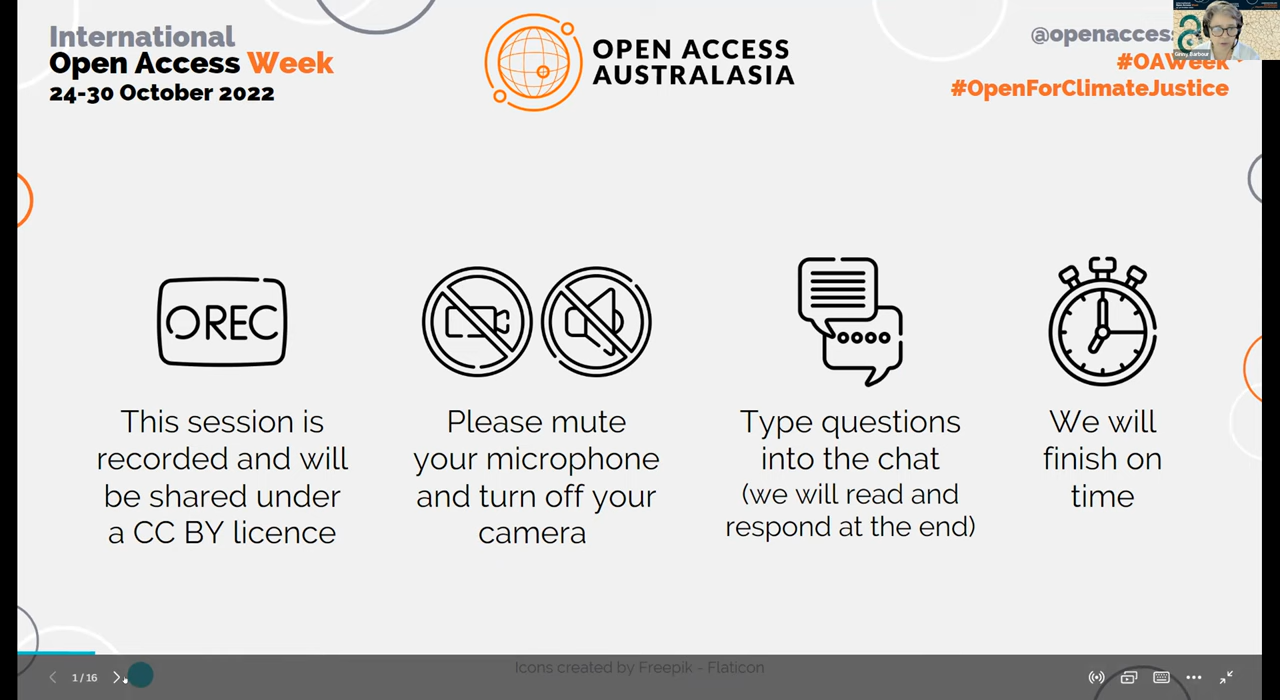 International
Open Access Week
24-30 October 2022
OPEN ACCESS
AUSTRALASIA
#OAWeek
#OpenForClimateJustice
Ginny Barbour
REC
This session is
recorded and will
be shared under
a CC BY licence
Please mute
your microphone
and turn off your
camera
Type questions
into the chat
(we will read and
respond at the end)
We will
finish on
time
Icons created by Freepik - Flaticon
1 / 16